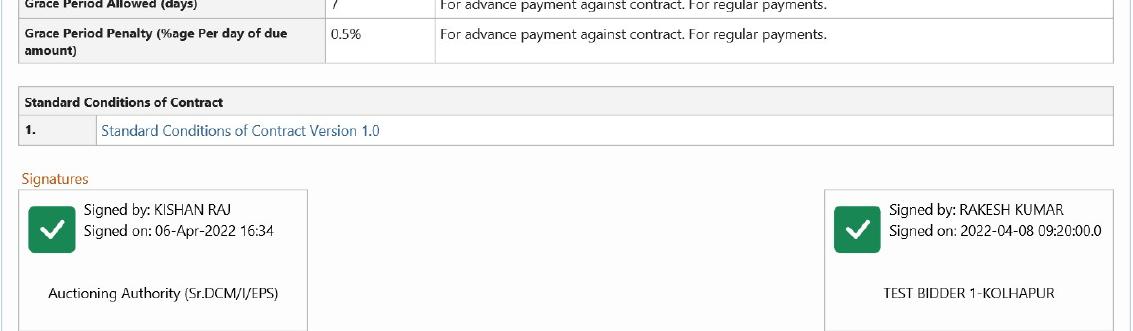 Grace Period Allowed (days) 7 For advance payment against contract. For regular payments.
Grace Period Penalty (%age Per day of due amount) 0.5% For advance payment against contract. For regular payments.
Standard Conditions of Contract
1. Standard Conditions of Contract Version 1.0
Signatures
Signed by: KISHAN RAJ
Signed on: 06-Apr-2022 16:34
Auctioning Authority (Sr.DCM/I/EPS)
Signed by: RAKESH KUMAR
Signed on: 2022-04-08 09:20:00.0
TEST BIDDER 1-KOLHAPUR